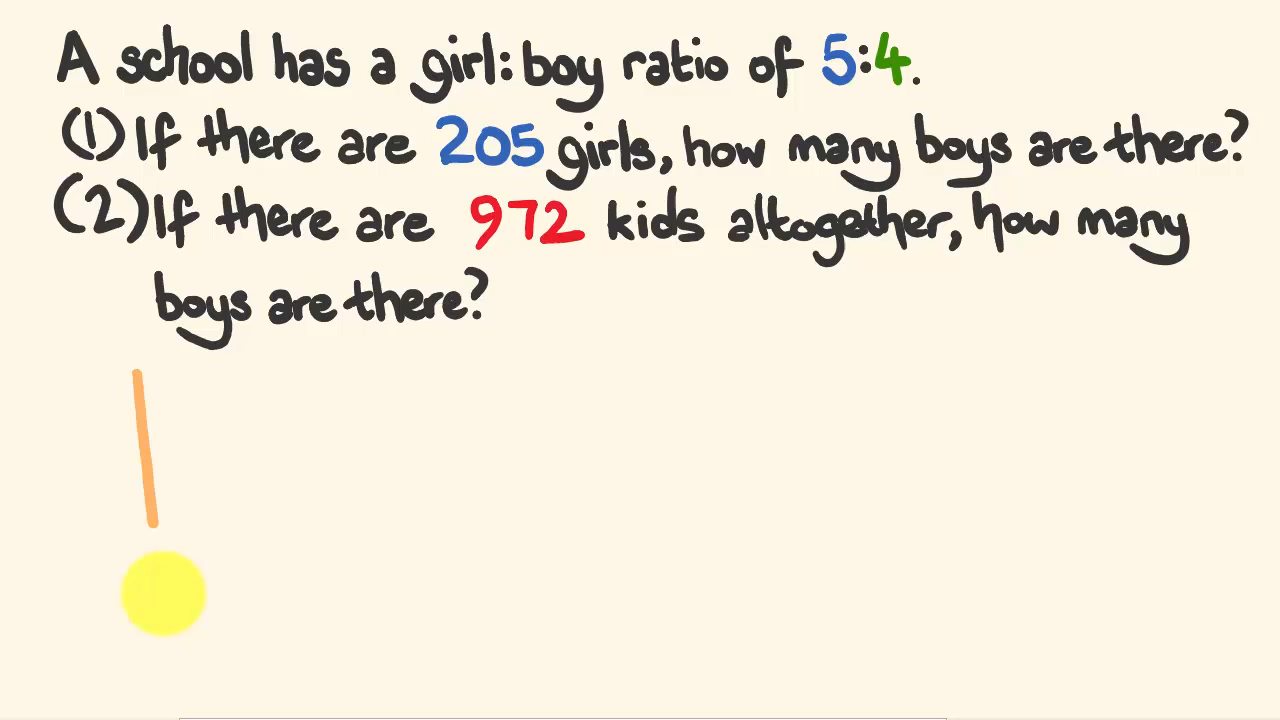 A school has a girl:boy ratio of 5:4.
(1) If there are 205 girls, how many boys are there?
(2) If there are 972 kids altogether, how many
boys are there?